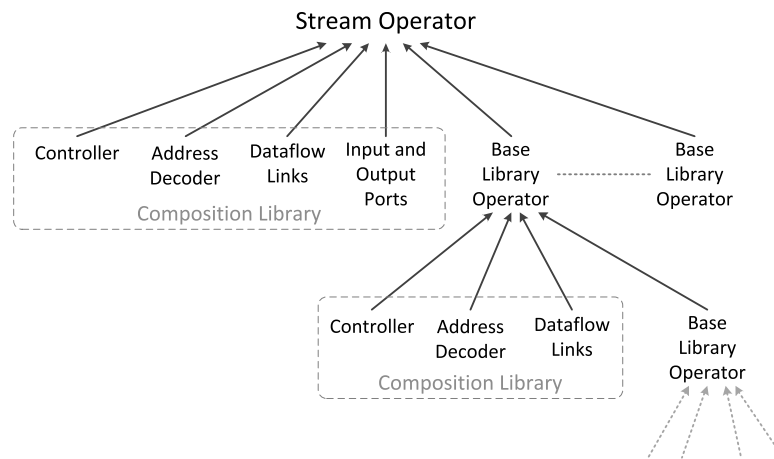 Stream Operator
Controller
Address
Decoder
Dataflow
Links
Input and
Output
Ports
Composition Library
Base
Library
Operator
Base
Library
Operator
Controller
Address
Decoder
Dataflow
Links
Composition Library
Base
Library
Operator